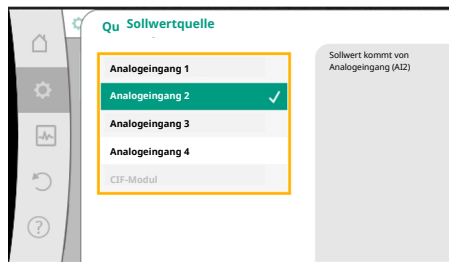 Qu Sollwertquelle
Analogeingang 1
Analogeingang 2
Analogeingang 3
Analogeingang 4
CIF-Modul
Sollwert kommt von
Analogeingang (AI2)
?